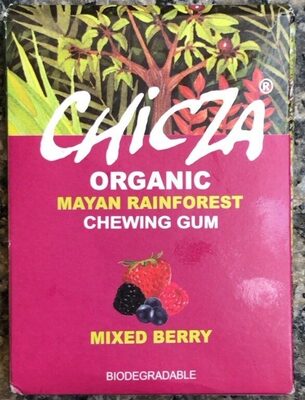 CHiCZA®
ORGANIC
MAYAN RAINFOREST
CHEWING GUM
MIXED BERRY
BIODEGRADABLE